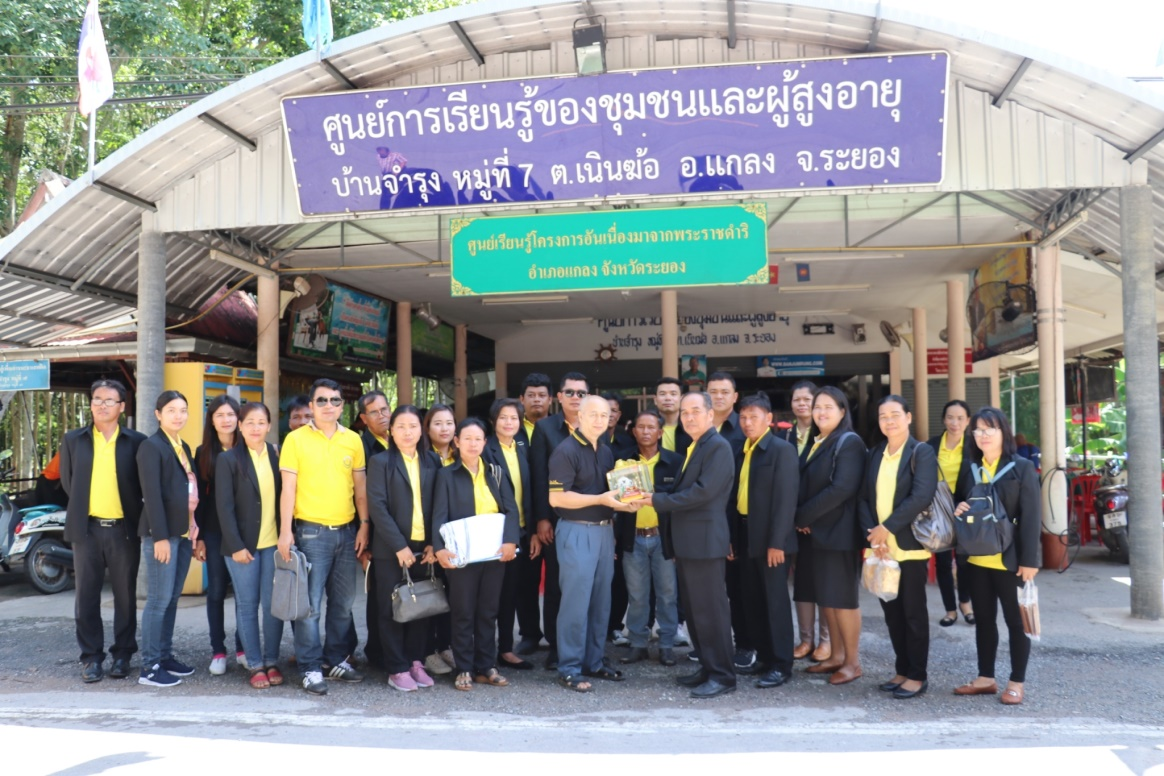 ศูนย์การเรียนรู้ของชุมชนและผู้สูงอายุ
บ้านจำรุง หมู่ที่ 7 ต.เนินฆ้อ อ.แกลง จ.ระยอง
ศูนย์เรียนรู้โครงการอันเนื่องมาจากพระราชดำริ
อำเภอแกลง จังหวัดระยอง